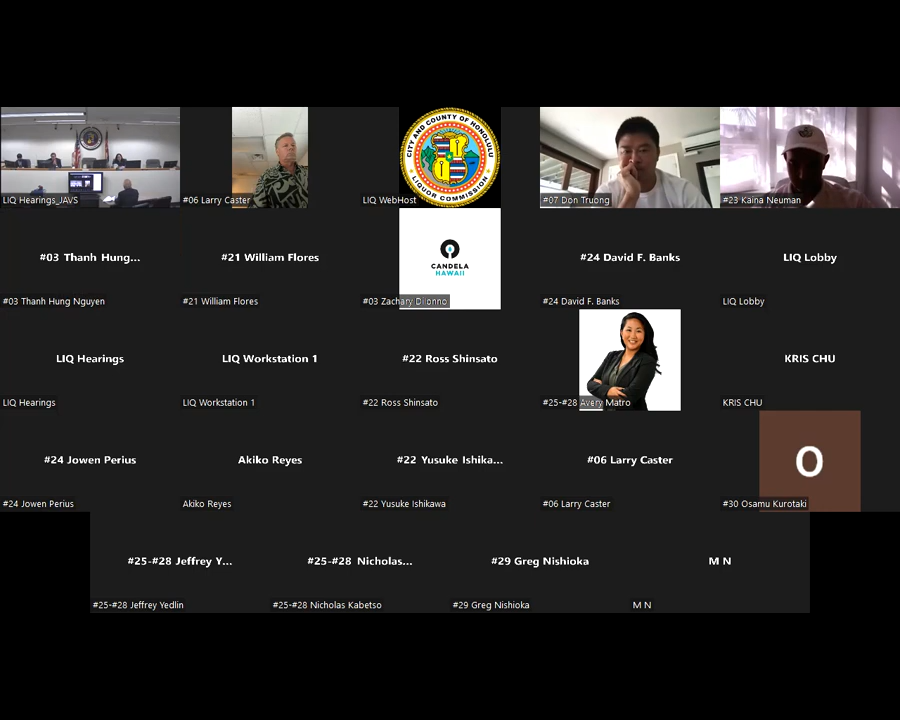 CITY AND COUNTY OF HONOLULU
LIQUOR COMMISSION
LIQ Hearings_JAVS
#06 Larry Caster
LIQ WebHost
#07 Don Truong
#23 Kaina Neuman
#03 Thanh Hung...
#21 William Flores
CANDELA
HAWAII
#24 David F. Banks
LIQ Lobby
#03 Thanh Hung Nguyen
#21 William Flores
#03 Zachary DiIonno
#24 David F. Banks
LIQ Lobby
LIQ Hearings
LIQ Workstation 1
#22 Ross Shinsato
KRIS CHU
LIQ Hearings
LIQ Workstation 1
#22 Ross Shinsato
#25-#28 Avery Matro
KRIS CHU
#24 Jowen Perius
Akiko Reyes
#22 Yusuke Ishika...
#06 Larry Caster
O
#24 Jowen Perius
Akiko Reyes
#22 Yusuke Ishikawa
#06 Larry Caster
#30 Osamu Kurotaki
#25-#28 Jeffrey Y...
#25-#28 Nicholas...
#29 Greg Nishioka
M N
#25-#28 Jeffrey Yedlin
#25-#28 Nicholas Kabetso
#29 Greg Nishioka
M N